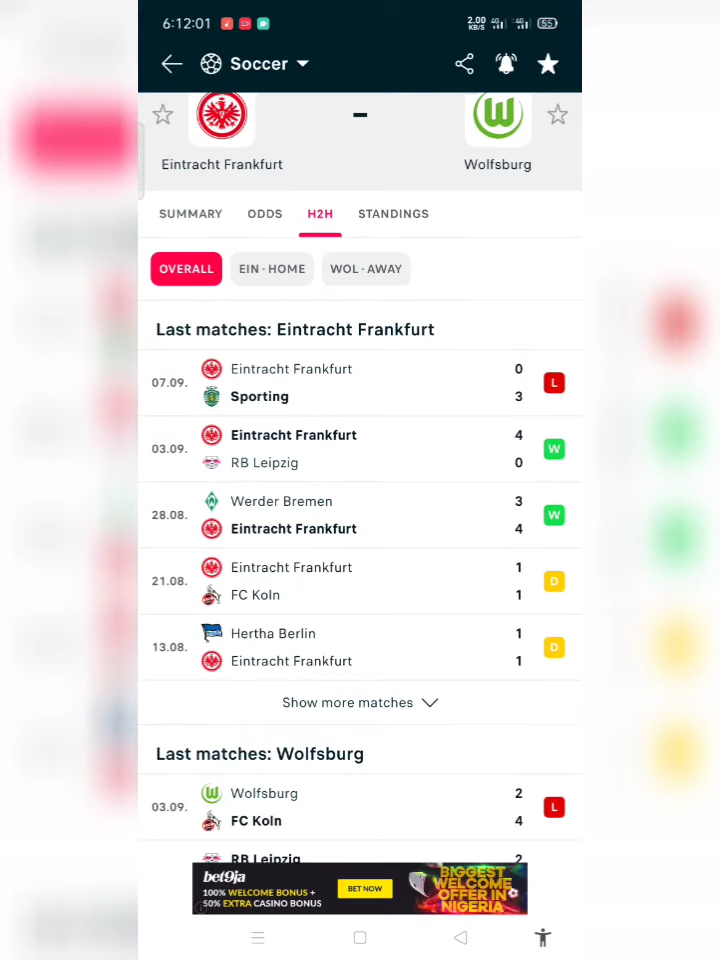 6:12:01
2.00 KB/S 4G 4G 55
Soccer
Eintracht Frankfurt - Wolfsburg
SUMMARY ODDS H2H STANDINGS
OVERALL EIN - HOME WOL - AWAY
Last matches: Eintracht Frankfurt
07.09. Eintracht Frankfurt 0
Sporting 3 L
03.09. Eintracht Frankfurt 4
RB Leipzig 0 W
28.08. Werder Bremen 3
Eintracht Frankfurt 4 W
21.08. Eintracht Frankfurt 1
FC Koln 1 D
13.08. Hertha Berlin 1
Eintracht Frankfurt 1 D
Show more matches
Last matches: Wolfsburg
03.09. Wolfsburg 2
FC Koln 4 L
RB Leipzig 2
bet9ja
100% WELCOME BONUS +
50% EXTRA CASINO BONUS
BET NOW
BIGGEST
WELCOME
OFFER IN
NIGERIA